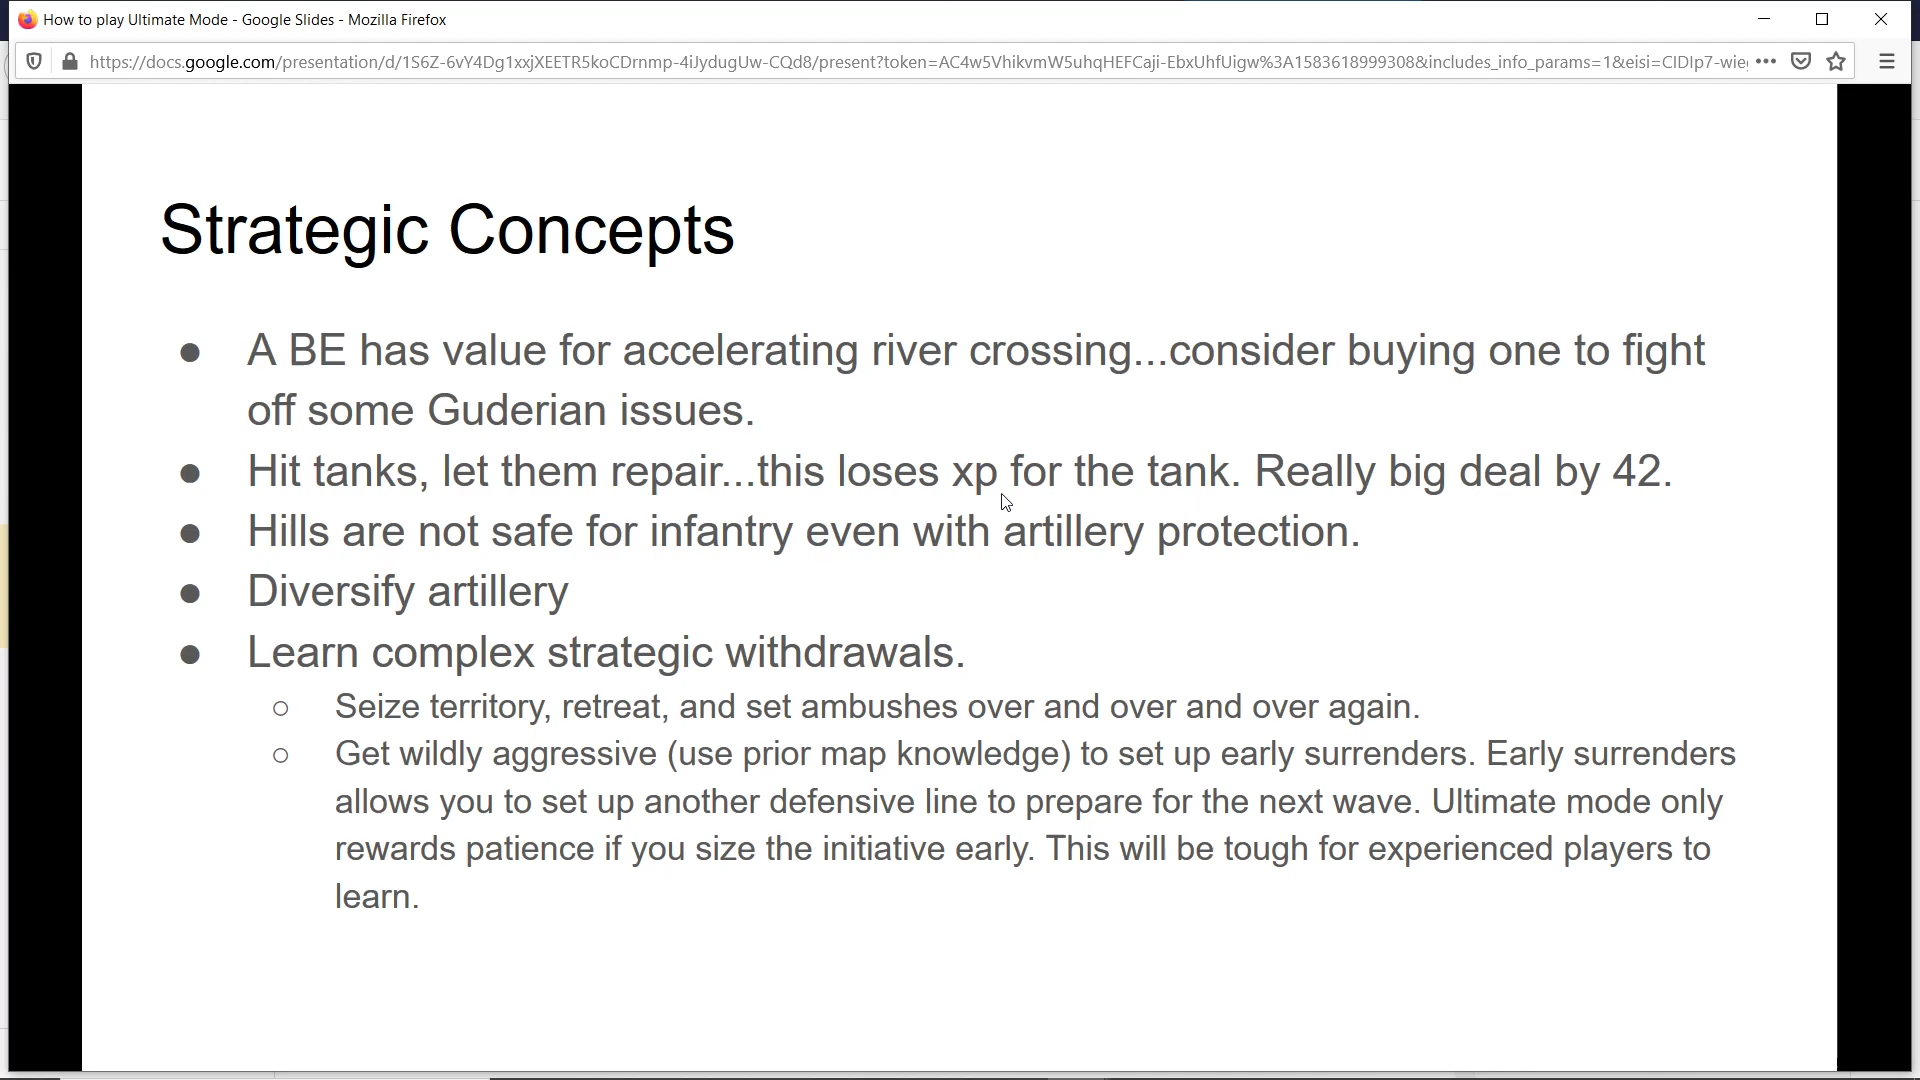 How to play Ultimate Mode - Google Slides - Mozilla Firefox
https://docs.google.com/presentation/d/1S6Z-6vY4Dg1xxjXEETR5koCDrnmp-4iJydugUw-CQd8/present?token=AC4w5VhikvmW5uhqHEFCaji-EbxUhfUigw%3A1583618999308&includes_info_params=1&eisi=CIDIp7-wie
Strategic Concepts
● A BE has value for accelerating river crossing...consider buying one to fight
off some Guderian issues.
● Hit tanks, let them repair...this loses xp for the tank. Really big deal by 42.
● Hills are not safe for infantry even with artillery protection.
● Diversify artillery
● Learn complex strategic withdrawals.
○ Seize territory, retreat, and set ambushes over and over and over again.
○ Get wildly aggressive (use prior map knowledge) to set up early surrenders. Early surrenders
allows you to set up another defensive line to prepare for the next wave. Ultimate mode only
rewards patience if you size the initiative early. This will be tough for experienced players to
learn.